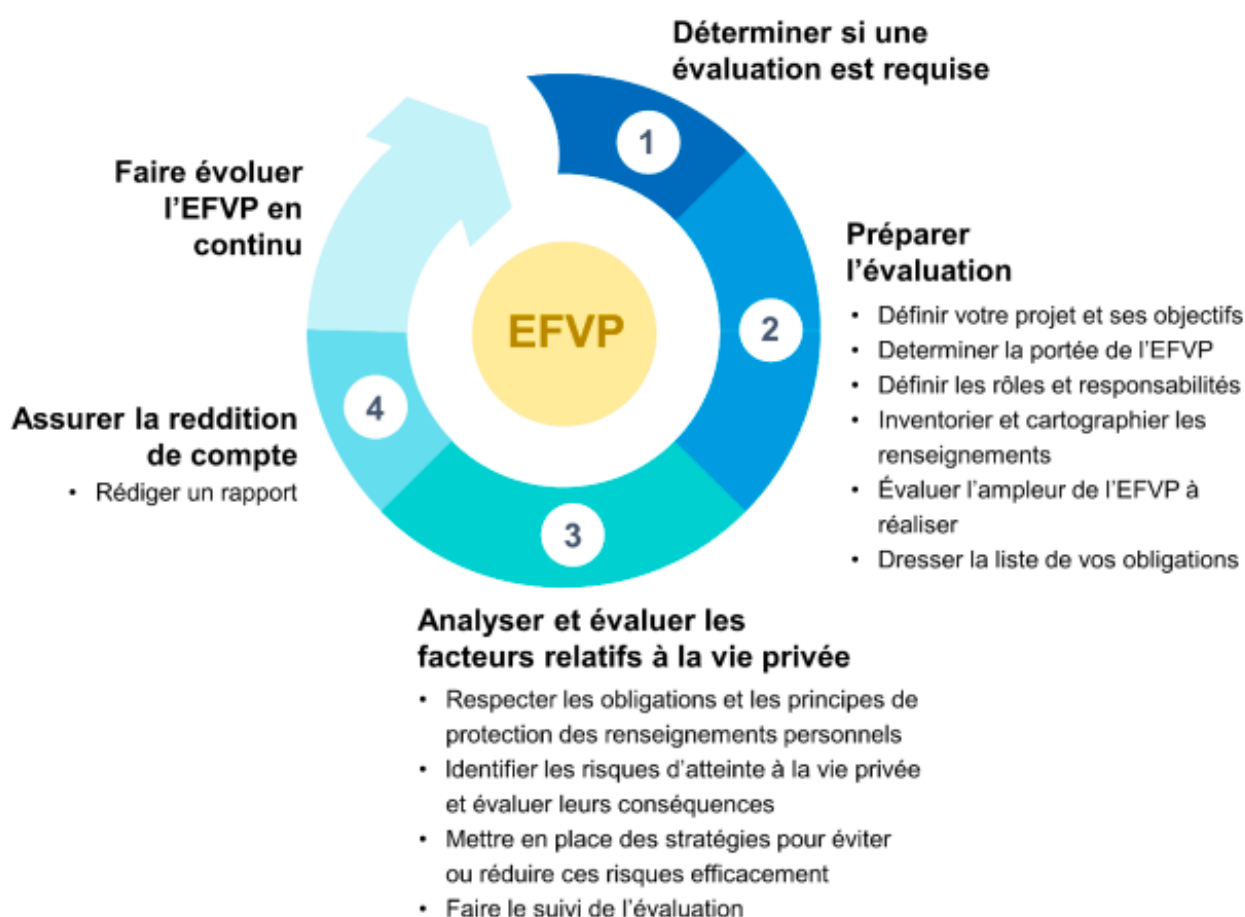 Déterminer si une
évaluation est requise
1
Préparer
l'évaluation
2
• Définir votre projet et ses objectifs
• Determiner la portée de l'EFVP
• Définir les rôles et responsabilités
• Inventorier et cartographier les
renseignements
• Évaluer l'ampleur de l'EFVP à
réaliser
• Dresser la liste de vos obligations
3
Analyser et évaluer les
facteurs relatifs à la vie privée
• Respecter les obligations et les principes de
protection des renseignements personnels
• Identifier les risques d'atteinte à la vie privée
et évaluer leurs conséquences
• Mettre en place des stratégies pour éviter
ou réduire ces risques efficacement
• Faire le suivi de l'évaluation
4
Assurer la reddition
de compte
• Rédiger un rapport
Faire évoluer
l'EFVP en
continu
EFVP